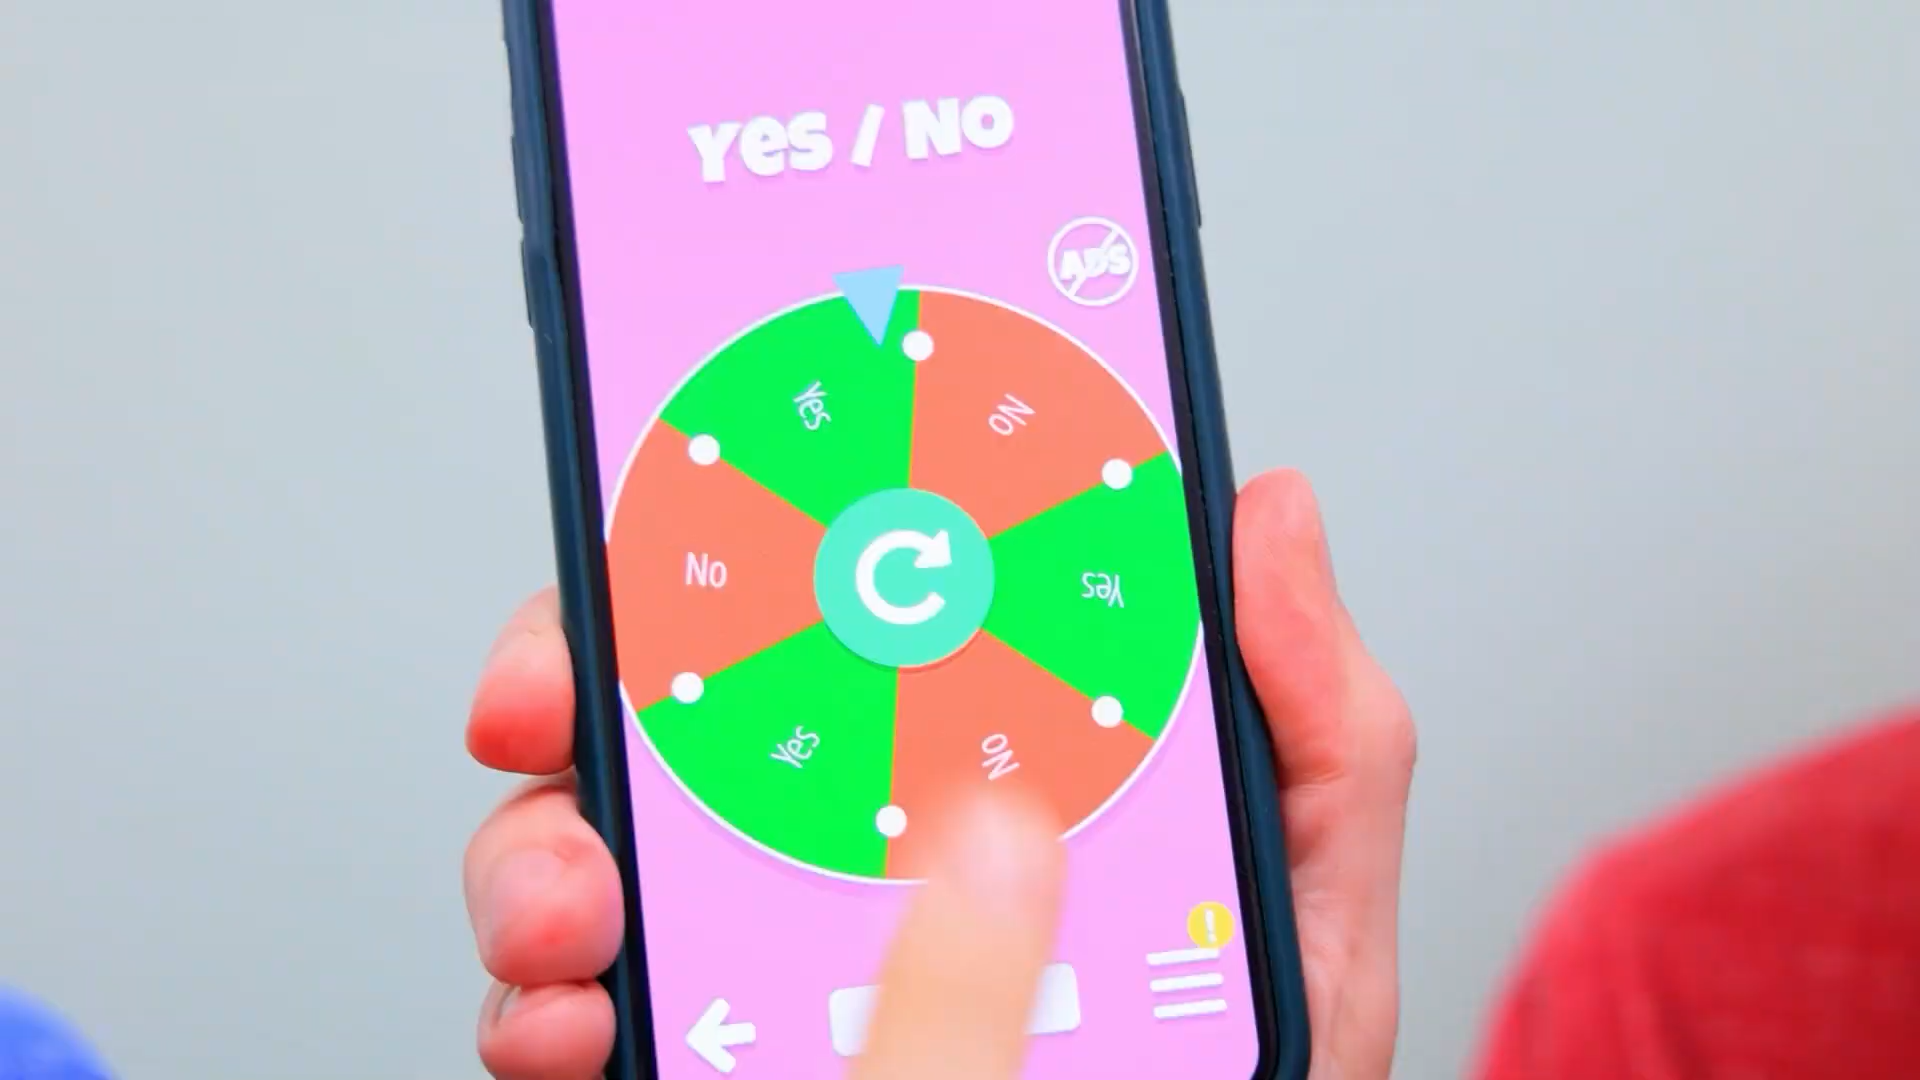 Yes / No
ADS
Yes
No
No
Yes
Yes
No
!